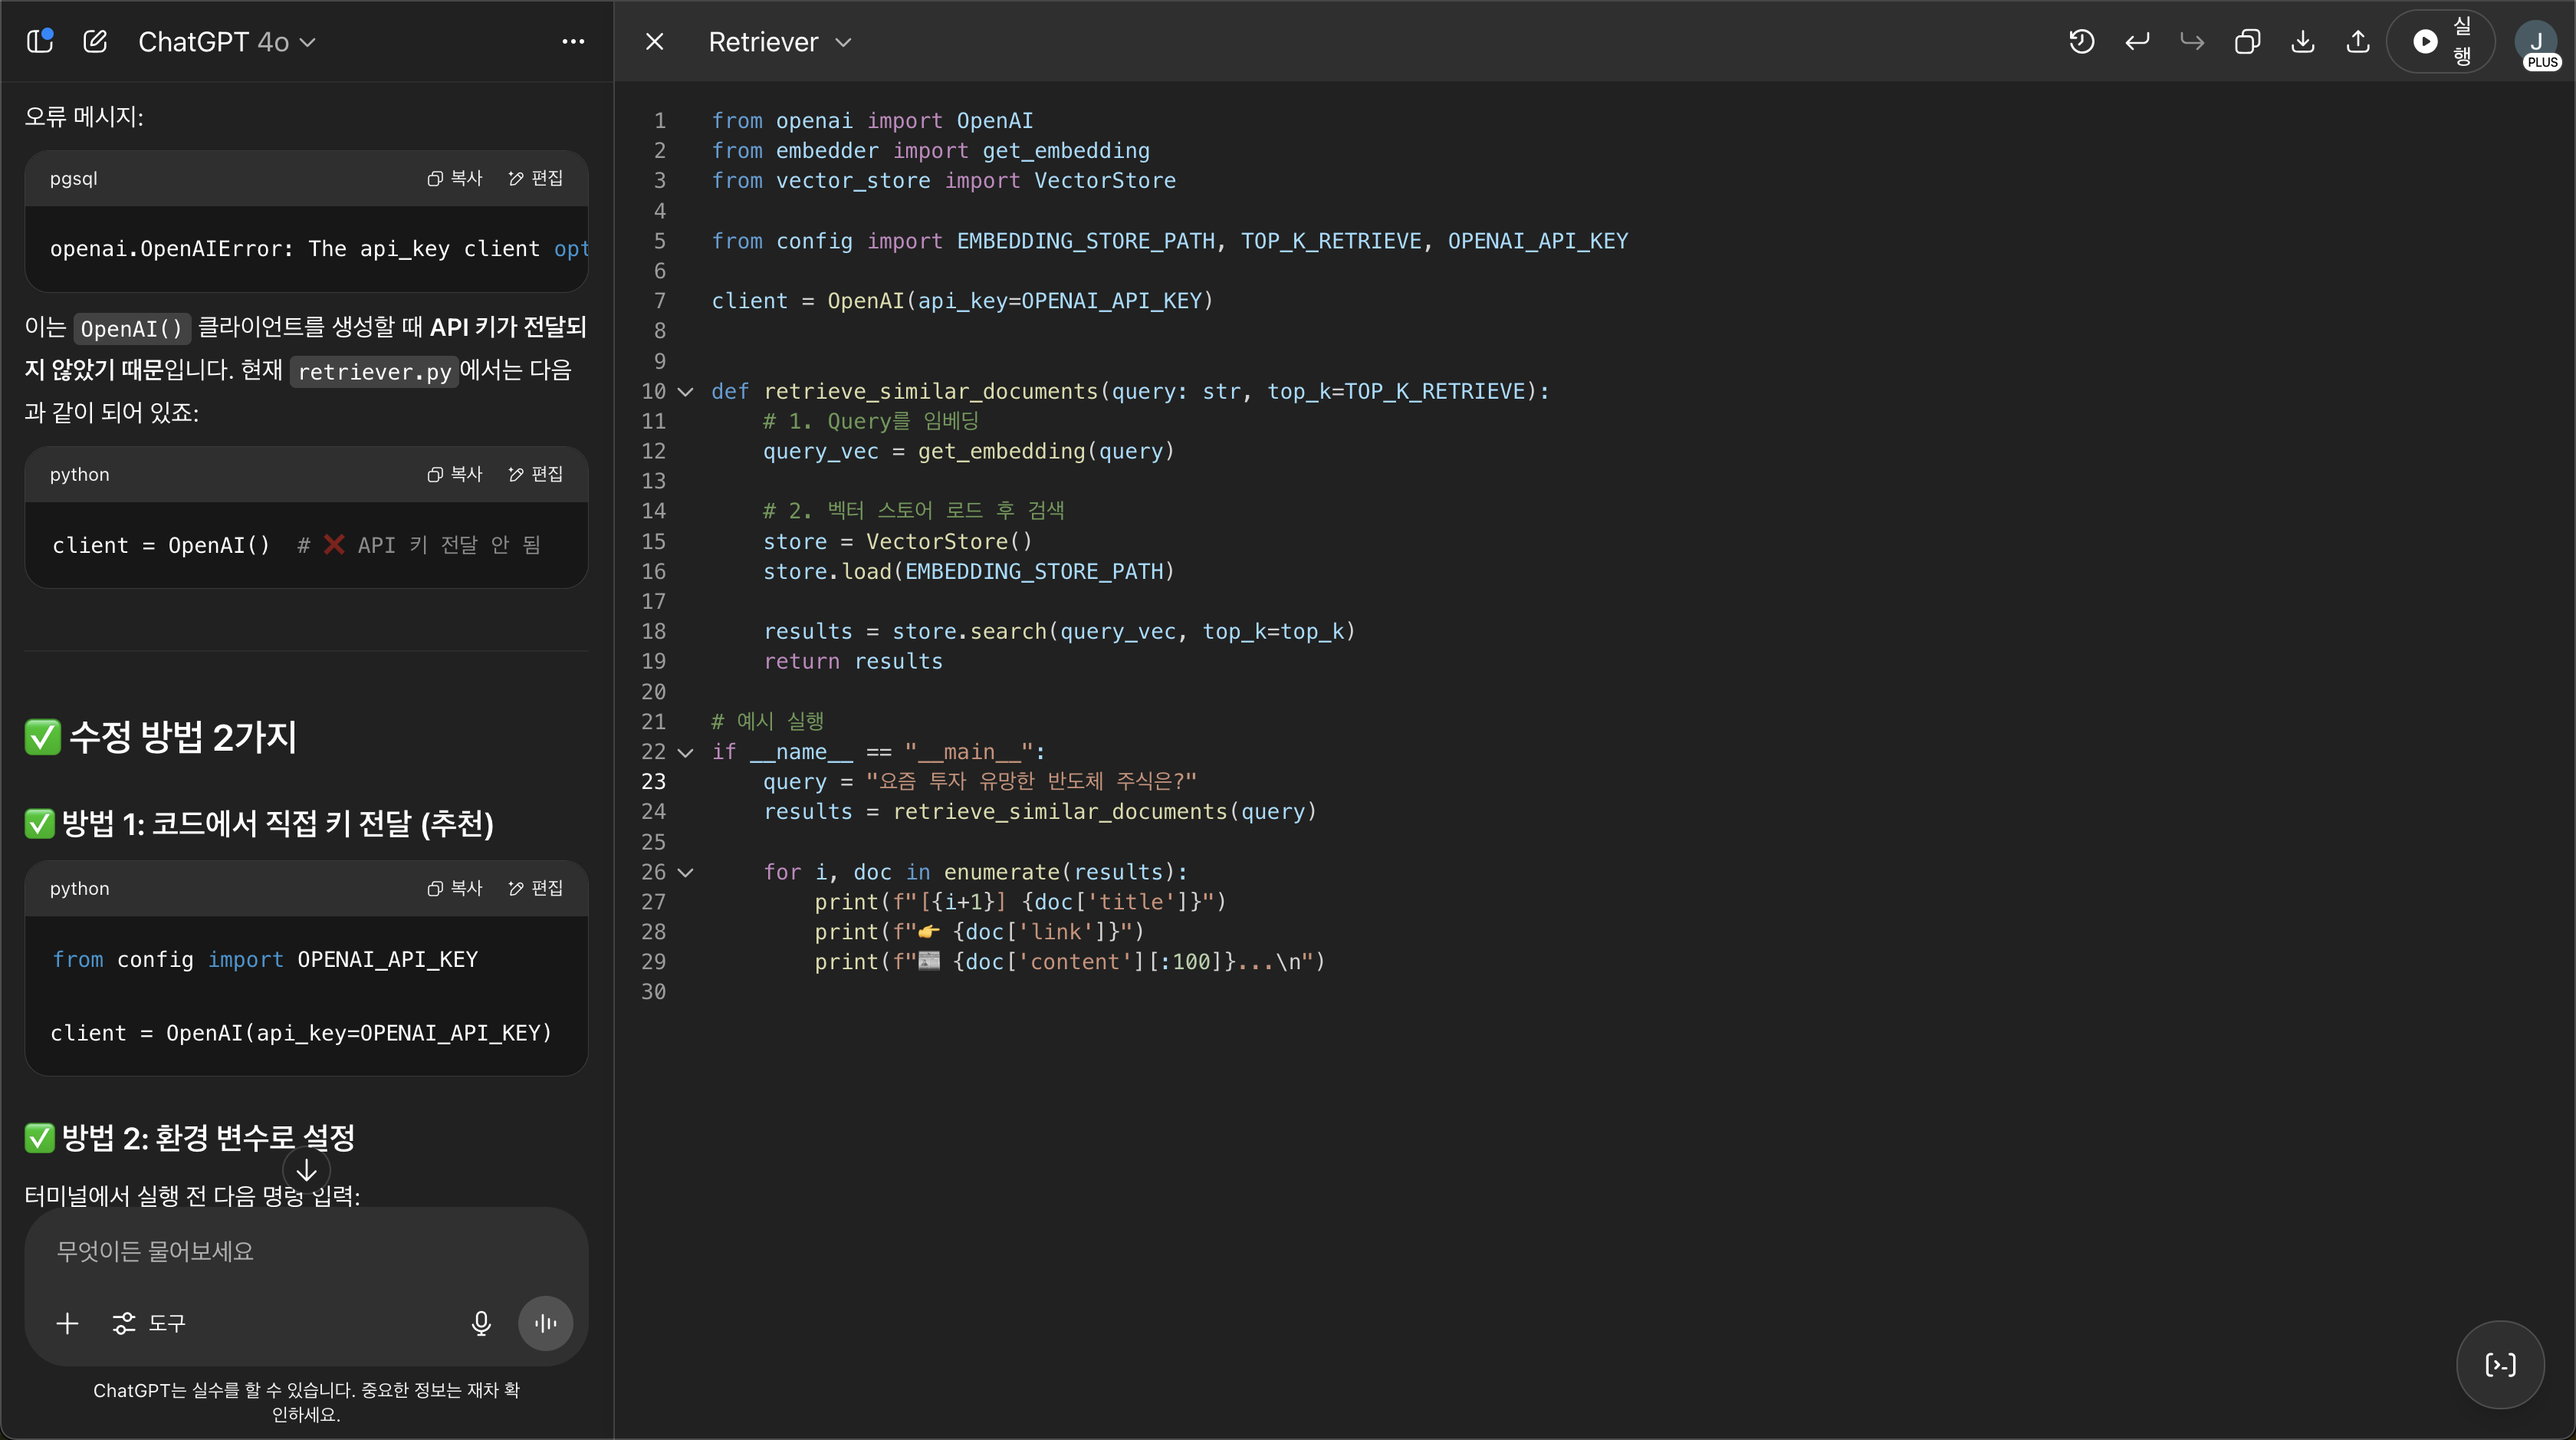 ChatGPT 4o
오류 메시지:
pgsql
복사
편집
openai.OpenAIError: The api_key client opt
이는 OpenAI() 클라이언트를 생성할 때 API 키가 전달되
지 않았기 때문입니다. 현재 retriever.py에서는 다음
과 같이 되어 있죠:
python
복사
편집
client = OpenAI()  # ❌ API 키 전달 안 됨
✅ 수정 방법 2가지
✅ 방법 1: 코드에서 직접 키 전달 (추천)
python
복사
편집
from config import OPENAI_API_KEY
client = OpenAI(api_key=OPENAI_API_KEY)
✅ 방법 2: 환경 변수로 설정
터미널에서 실행 전 다음 명령 입력:
무엇이든 물어보세요
도구
ChatGPT는 실수를 할 수 있습니다. 중요한 정보는 재차 확
인하세요.
Retriever
실
행
J
PLUS
1 from openai import OpenAI
2 from embedder import get_embedding
3 from vector_store import VectorStore
4
5 from config import EMBEDDING_STORE_PATH, TOP_K_RETRIEVE, OPENAI_API_KEY
6
7 client = OpenAI(api_key=OPENAI_API_KEY)
8
9
10 def retrieve_similar_documents(query: str, top_k=TOP_K_RETRIEVE):
11     # 1. Query를 임베딩
12     query_vec = get_embedding(query)
13
14     # 2. 벡터 스토어 로드 후 검색
15     store = VectorStore()
16     store.load(EMBEDDING_STORE_PATH)
17
18     results = store.search(query_vec, top_k=top_k)
19     return results
20
21 # 예시 실행
22 if __name__ == "__main__":
23     query = "요즘 투자 유망한 반도체 주식은?"
24     results = retrieve_similar_documents(query)
25
26     for i, doc in enumerate(results):
27         print(f"[{i+1}] {doc['title']}")
28         print(f"👉 {doc['link']}")
29         print(f"📰 {doc['content'][:100]}...\n")
30